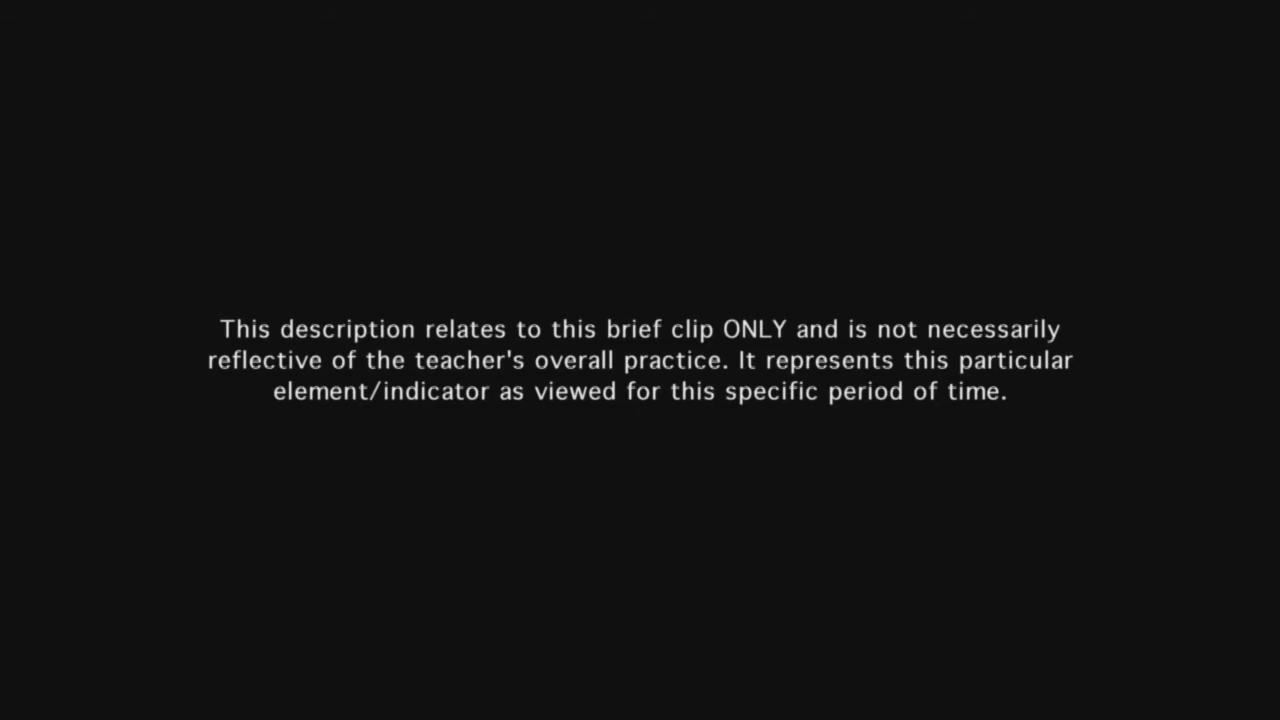 This description relates to this brief clip ONLY and is not necessarily
reflective of the teacher's overall practice. It represents this particular
element/indicator as viewed for this specific period of time.